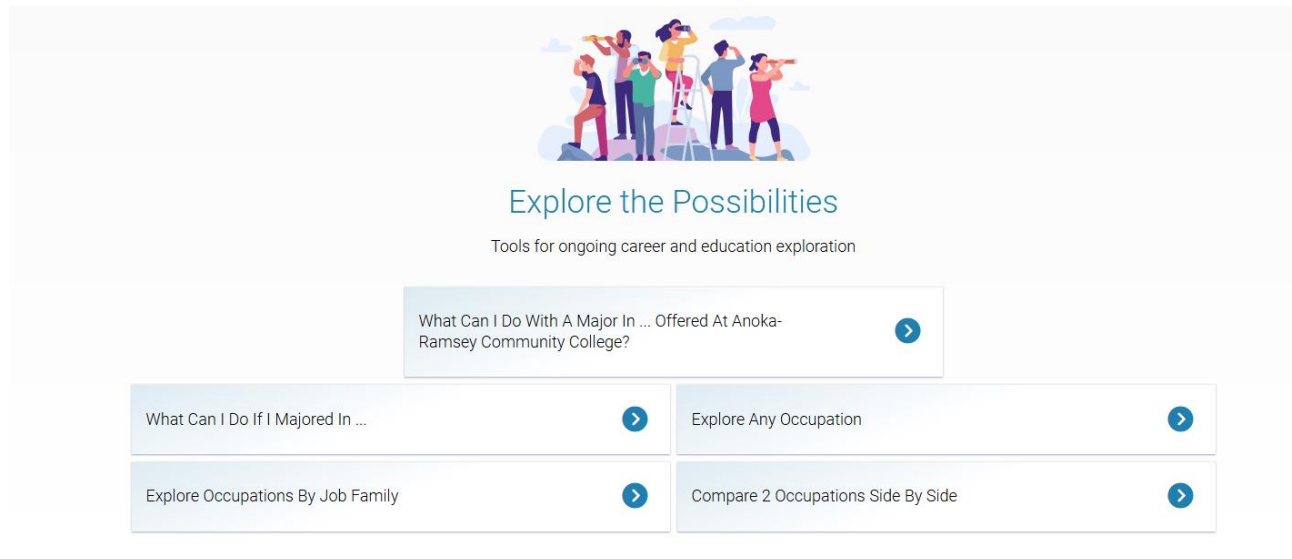 Explore the Possibilities
Tools for ongoing career and education exploration
What Can I Do With A Major In ... Offered At Anoka-
Ramsey Community College?
What Can I Do If I Majored In ...
Explore Any Occupation
Explore Occupations By Job Family
Compare 2 Occupations Side By Side